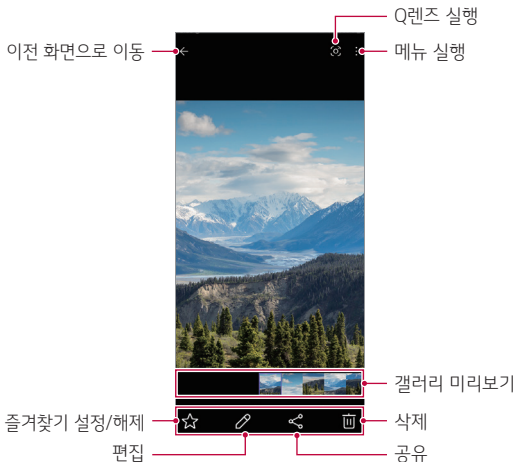 Q렌즈 실행
이전 화면으로 이동
메뉴 실행
갤러리 미리보기
즐겨찾기 설정/해제
삭제
편집
공유